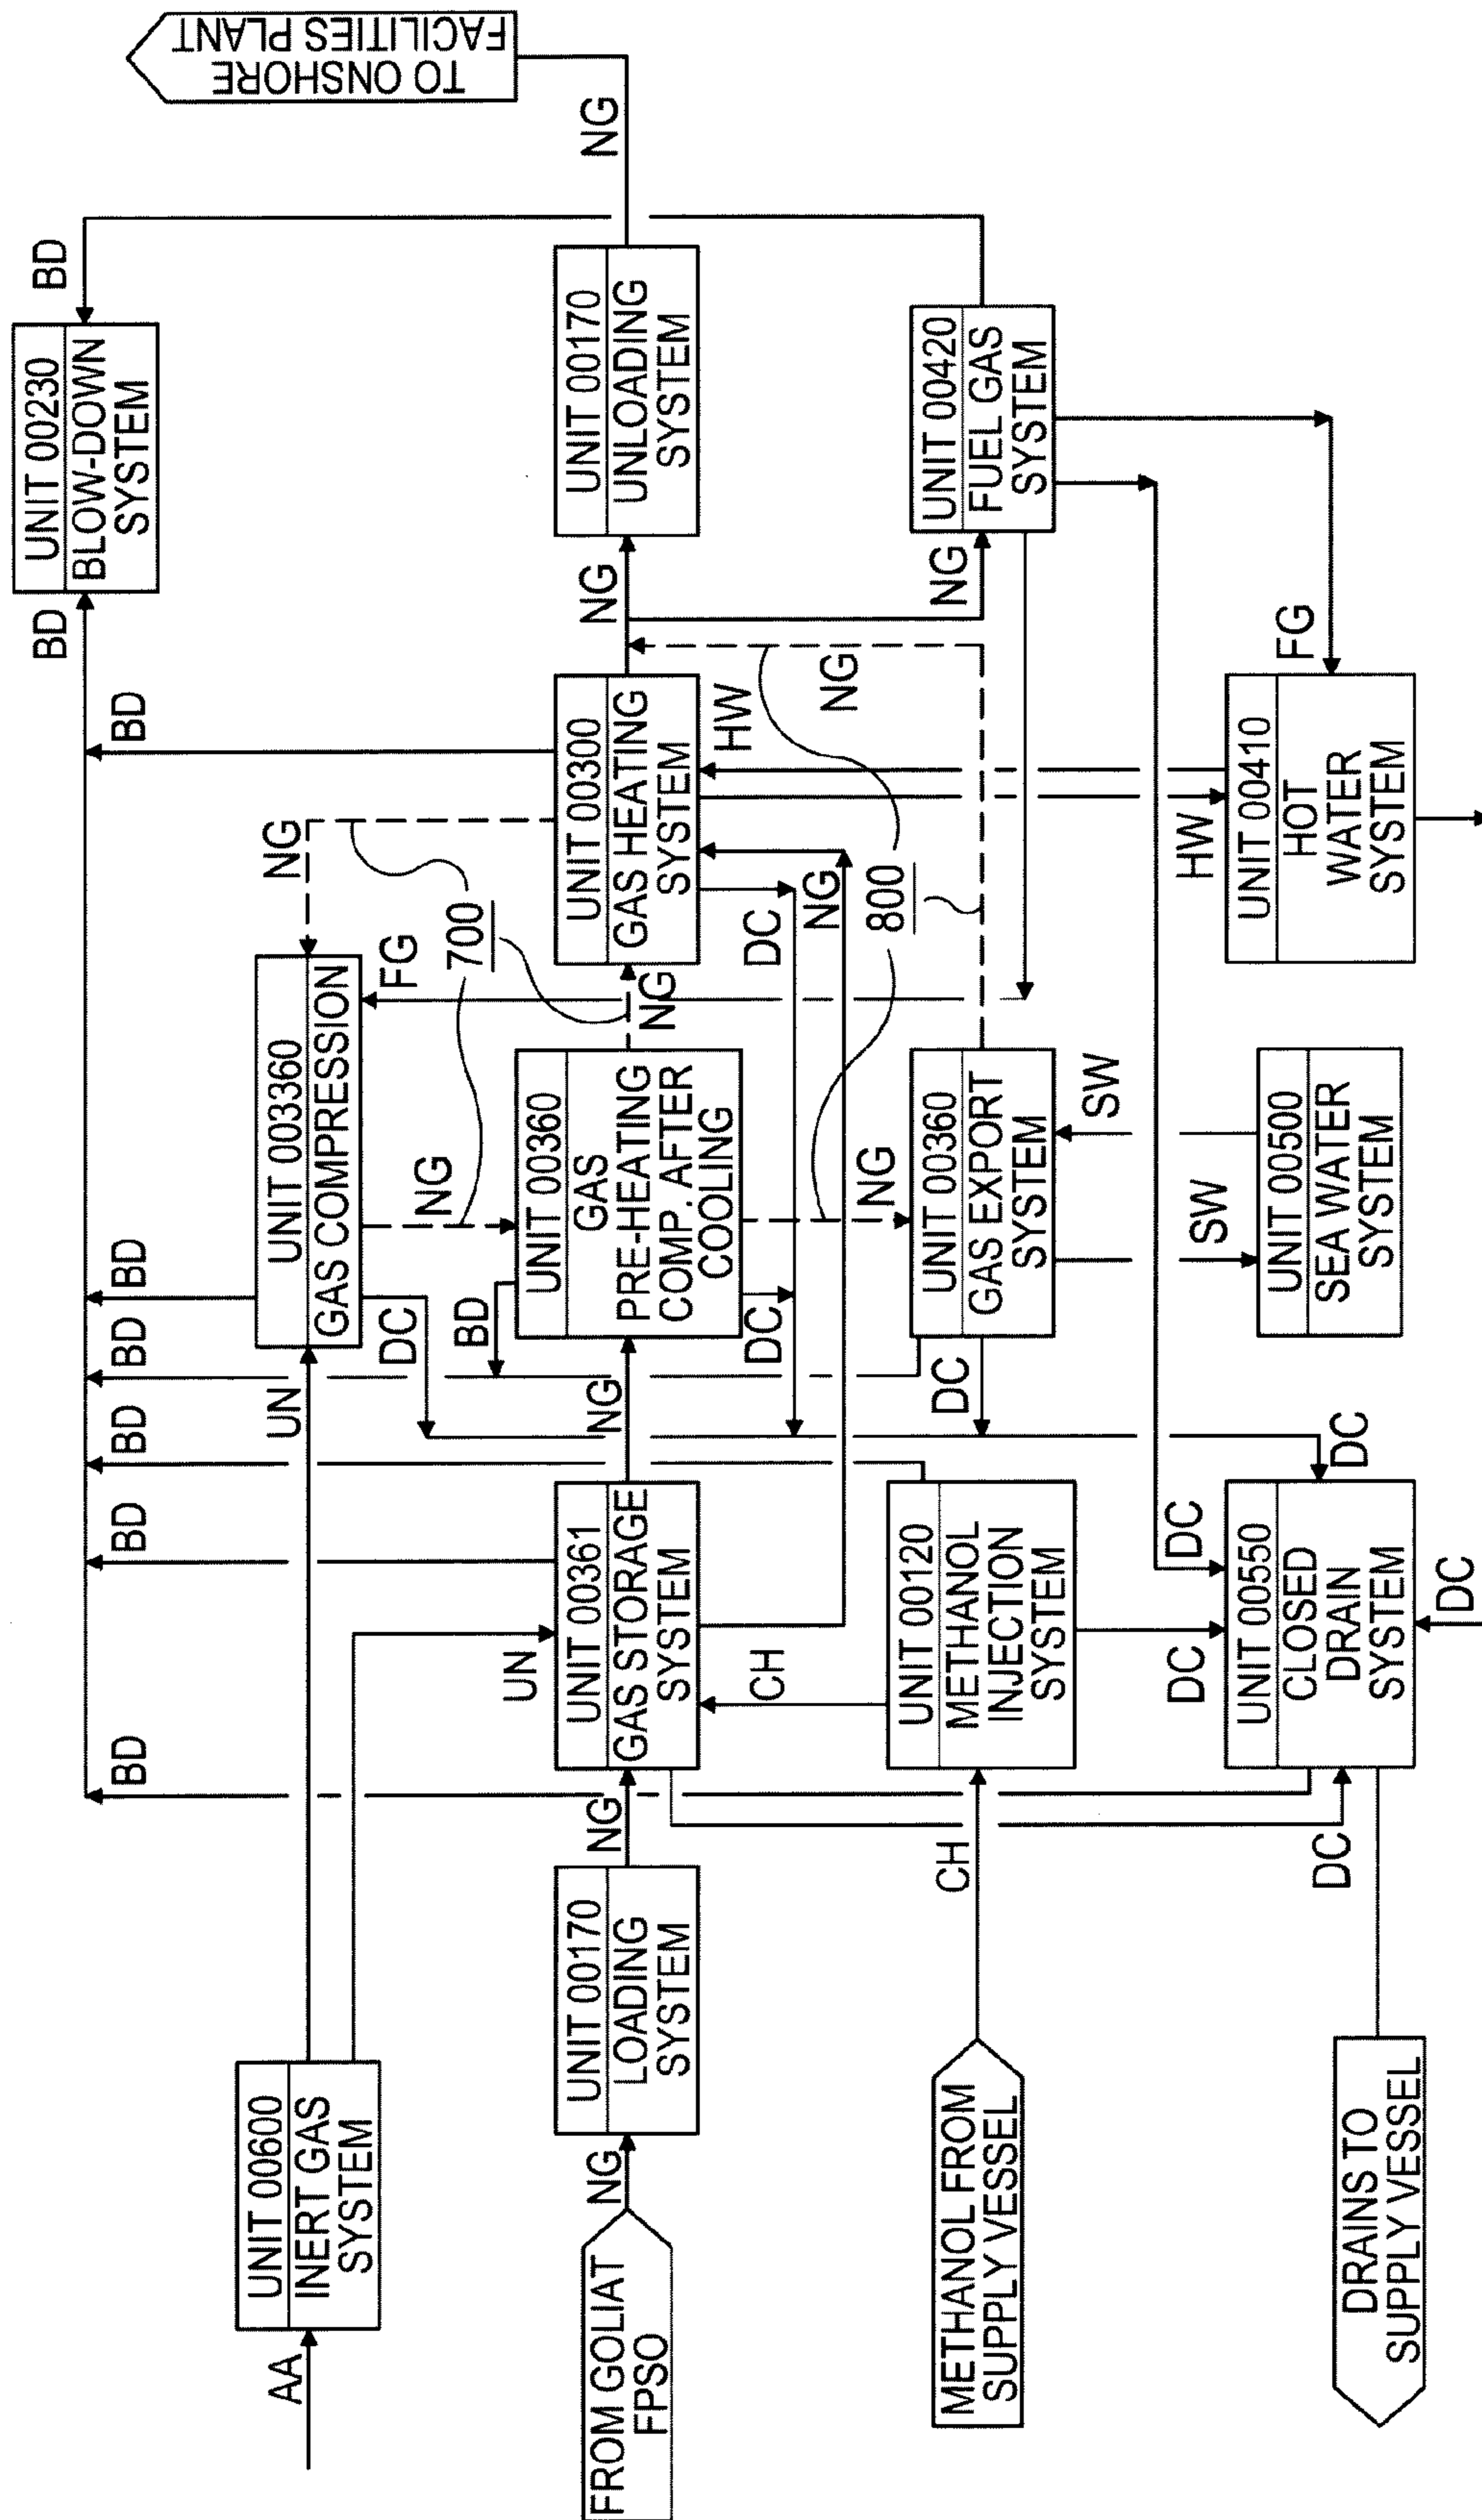 TO ONSHORE
FACILITIES PLANT
UNIT 00230
BLOW-DOWN
SYSTEM
BD
BD
BD
BD
BD
BD
BD
BD
UNIT 00600
INERT GAS
SYSTEM
AA
UN
UN
UNIT 003360
GAS COMPRESSION
NG
FG
DC
NG
700
FROM GOLIAT
FPSO
NG
UNIT 00170
LOADING
SYSTEM
NG
UNIT 00361
GAS STORAGE
SYSTEM
NG
BD
UNIT 00360
GAS
PRE-HEATING
COMP. AFTER
COOLING
NG
DC
UNIT 00300
GAS HEATING
SYSTEM
DC
NG
HW
NG
UNIT 00170
UNLOADING
SYSTEM
NG
CH
NG
800
NG
METHANOL FROM
SUPPLY VESSEL
CH
UNIT 00120
METHANOL
INJECTION
SYSTEM
DC
UNIT 00360
GAS EXPORT
SYSTEM
NG
UNIT 00420
FUEL GAS
SYSTEM
DC
DC
DC
SW
SW
HW
FG
DRAINS TO
SUPPLY VESSEL
DC
UNIT 00550
CLOSED
DRAIN
SYSTEM
DC
UNIT 00500
SEA WATER
SYSTEM
UNIT 00410
HOT
WATER
SYSTEM